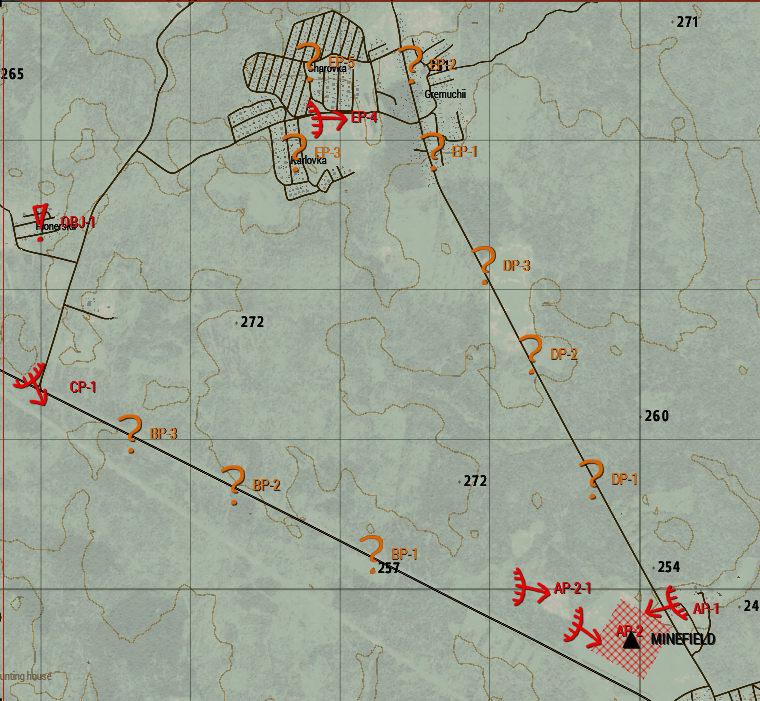 271
265
EP-5
Charovka
EP-2
251
Gremuchii
EP-4
EP-1
EP-3
Karlovka
OBJ-1
Pionerskii
DP-3
272
DP-2
CP-1
260
BP-3
272
DP-1
BP-2
BP-1
257
254
AP-2-1
AP-1
24
AP-2
MINEFIELD
unting house